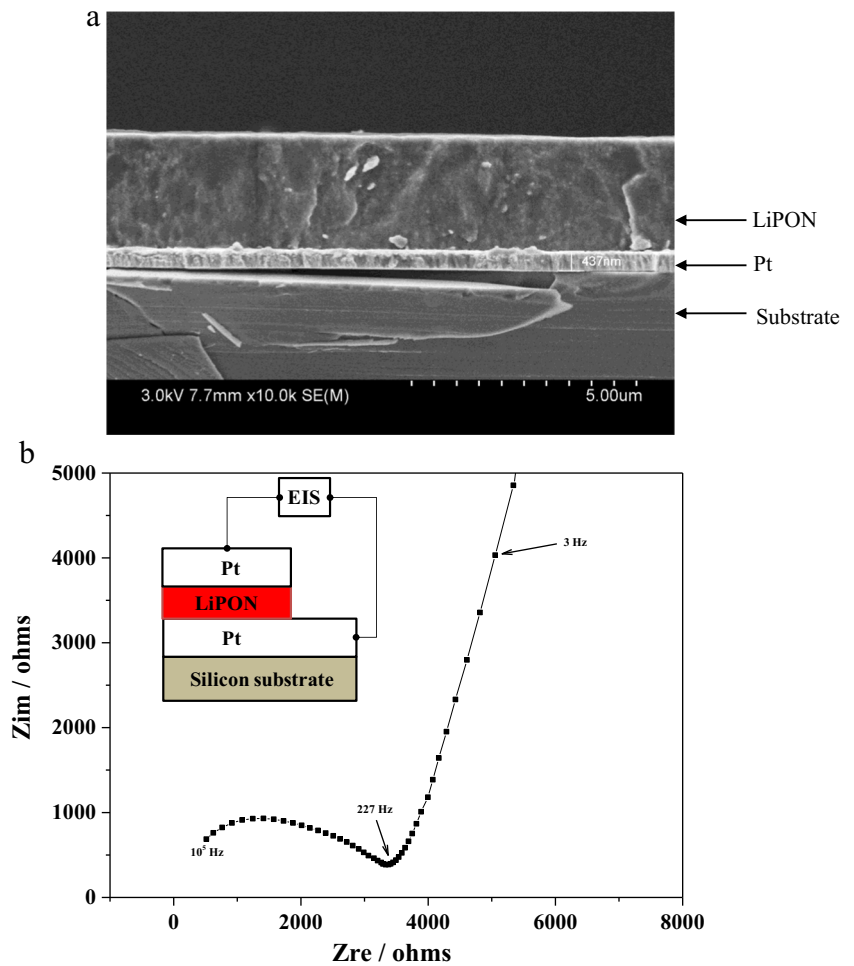 a
LiPON
437nm
Pt
Substrate
3.0kV 7.7mm x10.0k SE(M)
5.00um
b
5000
4000
3000
2000
1000
0
Zim / ohms
EIS
Pt
LiPON
Pt
Silicon substrate
3 Hz
227 Hz
10⁵ Hz
0
2000
4000
6000
8000
Zre / ohms